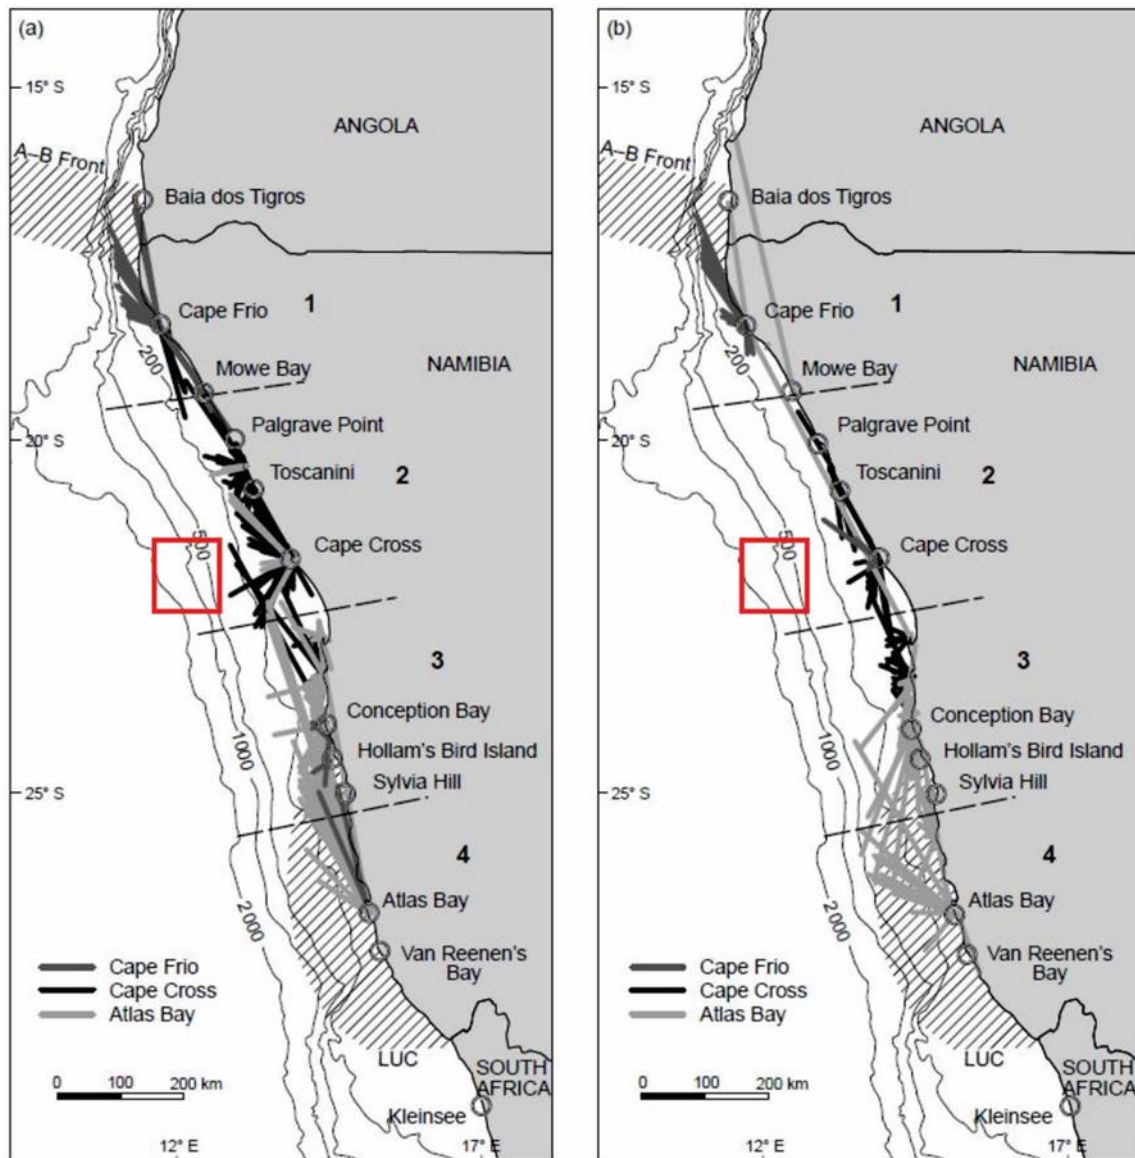 (a)
15° S
ANGOLA
A–B Front
Baia dos Tigros
Cape Frio
1
200
Mowe Bay
NAMIBIA
Palgrave Point
20° S
Toscanini
2
500
Cape Cross
3
Conception Bay
1000
Hollam's Bird Island
Sylvia Hill
25° S
4
2 000
Atlas Bay
Van Reenen's
Bay
Cape Frio
Cape Cross
Atlas Bay
LUC
SOUTH
AFRICA
0 100 200 km
Kleinsee
12° E
17° E
(b)
15° S
ANGOLA
A–B Front
Baia dos Tigros
Cape Frio
1
200
Mowe Bay
NAMIBIA
Palgrave Point
20° S
Toscanini
2
500
Cape Cross
3
Conception Bay
1000
Hollam's Bird Island
Sylvia Hill
25° S
4
2 000
Atlas Bay
Van Reenen's
Bay
Cape Frio
Cape Cross
Atlas Bay
LUC
SOUTH
AFRICA
0 100 200 km
Kleinsee
12° E
17° E